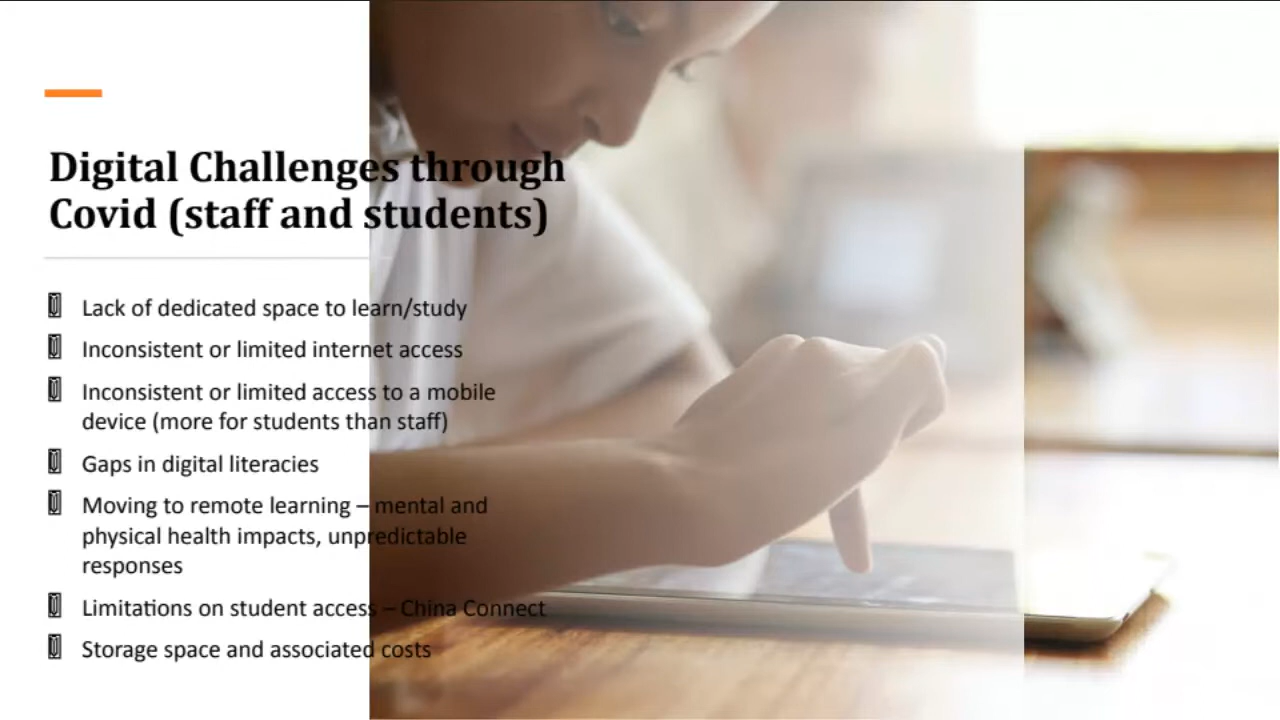 Digital Challenges through
Covid (staff and students)
Lack of dedicated space to learn/study
Inconsistent or limited internet access
Inconsistent or limited access to a mobile
device (more for students than staff)
Gaps in digital literacies
Moving to remote learning – mental and
physical health impacts, unpredictable
responses
Limitations on student access – China Connect
Storage space and associated costs